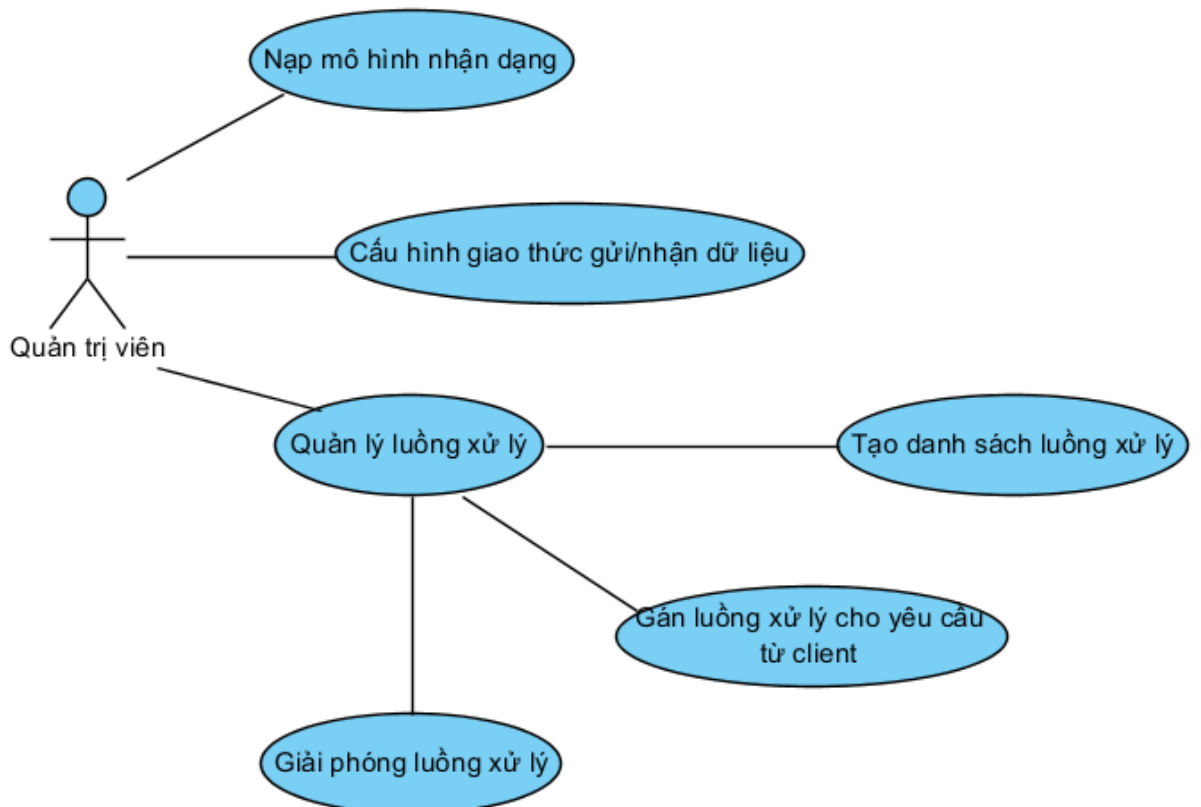 Nạp mô hình nhận dạng
Cấu hình giao thức gửi/nhận dữ liệu
Quản trị viên
Quản lý luồng xử lý
Tạo danh sách luồng xử lý
Gán luồng xử lý cho yêu cầu
từ client
Giải phóng luồng xử lý